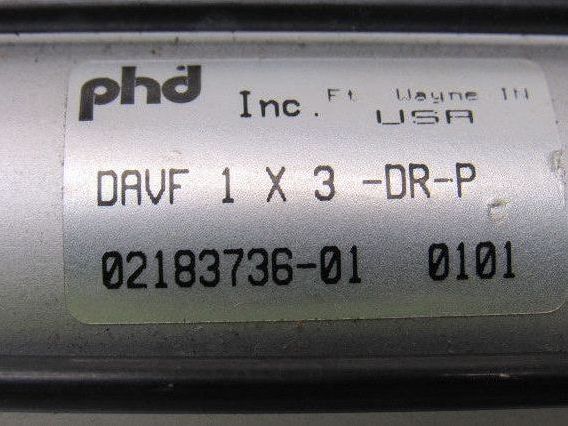 phd Inc. Ft Wayne IN
USA
DAVF 1 X 3 -DR-P
02183736-01 0101